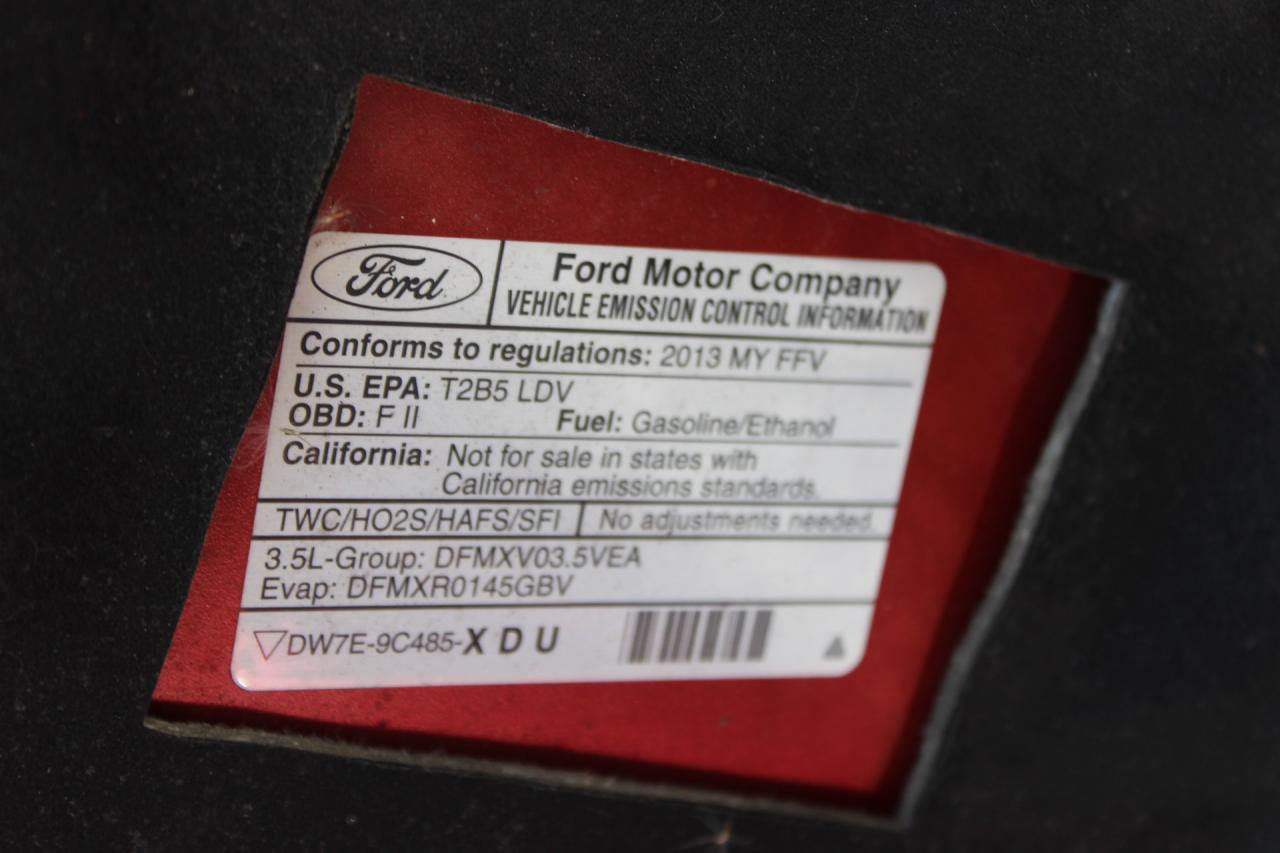 Ford
Ford Motor Company
VEHICLE EMISSION CONTROL INFORMATION
Conforms to regulations: 2013 MY FFV
U.S. EPA: T2B5 LDV
OBD: F II Fuel: Gasoline/Ethanol
California: Not for sale in states with
California emissions standards.
TWC/HO2S/HAFS/SFI No adjustments needed.
3.5L-Group: DFMXV03.5VEA
Evap: DFMXR0145GBV
DW7E-9C485-X D U